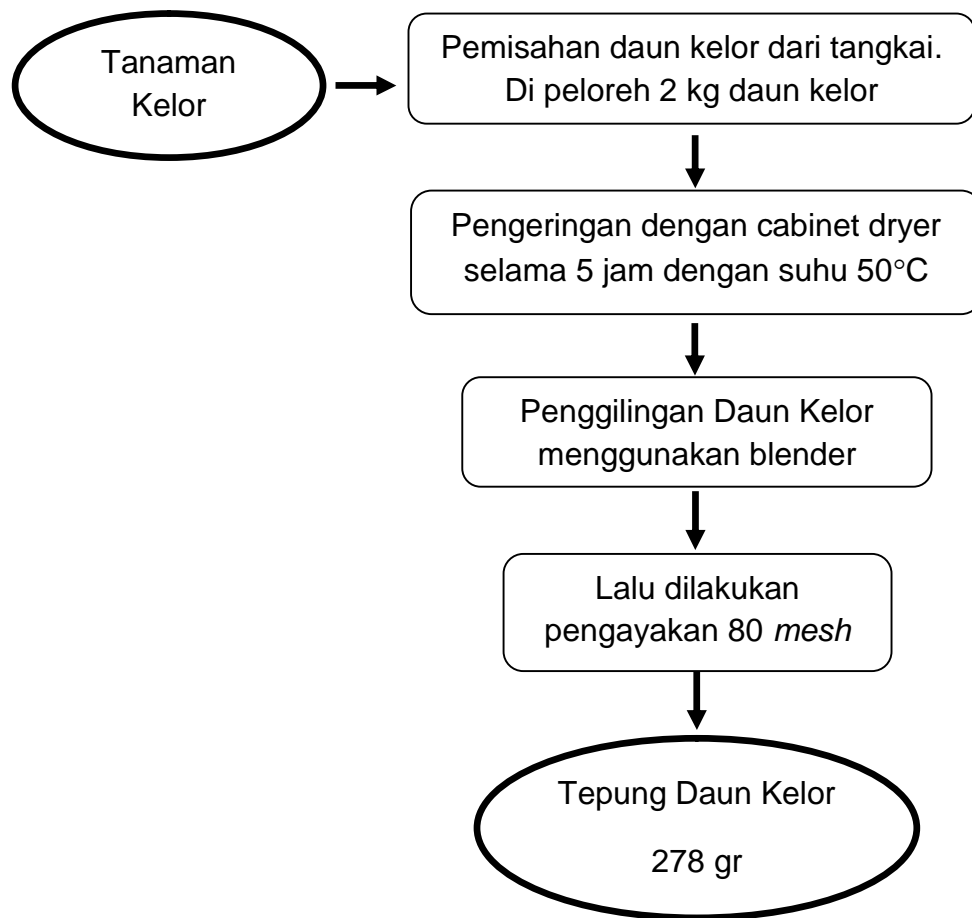 Tanaman
Kelor
Pemisahan daun kelor dari tangkai.
Di peloreh 2 kg daun kelor
Pengeringan dengan cabinet dryer
selama 5 jam dengan suhu 50°C
Penggilingan Daun Kelor
menggunakan blender
Lalu dilakukan
pengayakan 80 mesh
Tepung Daun Kelor
278 gr